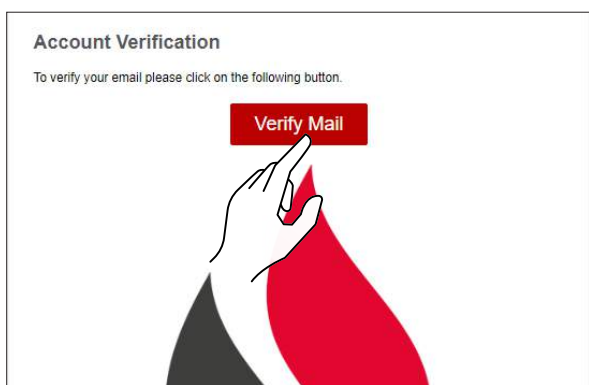 Account Verification
To verify your email please click on the following button.
Verify Mail